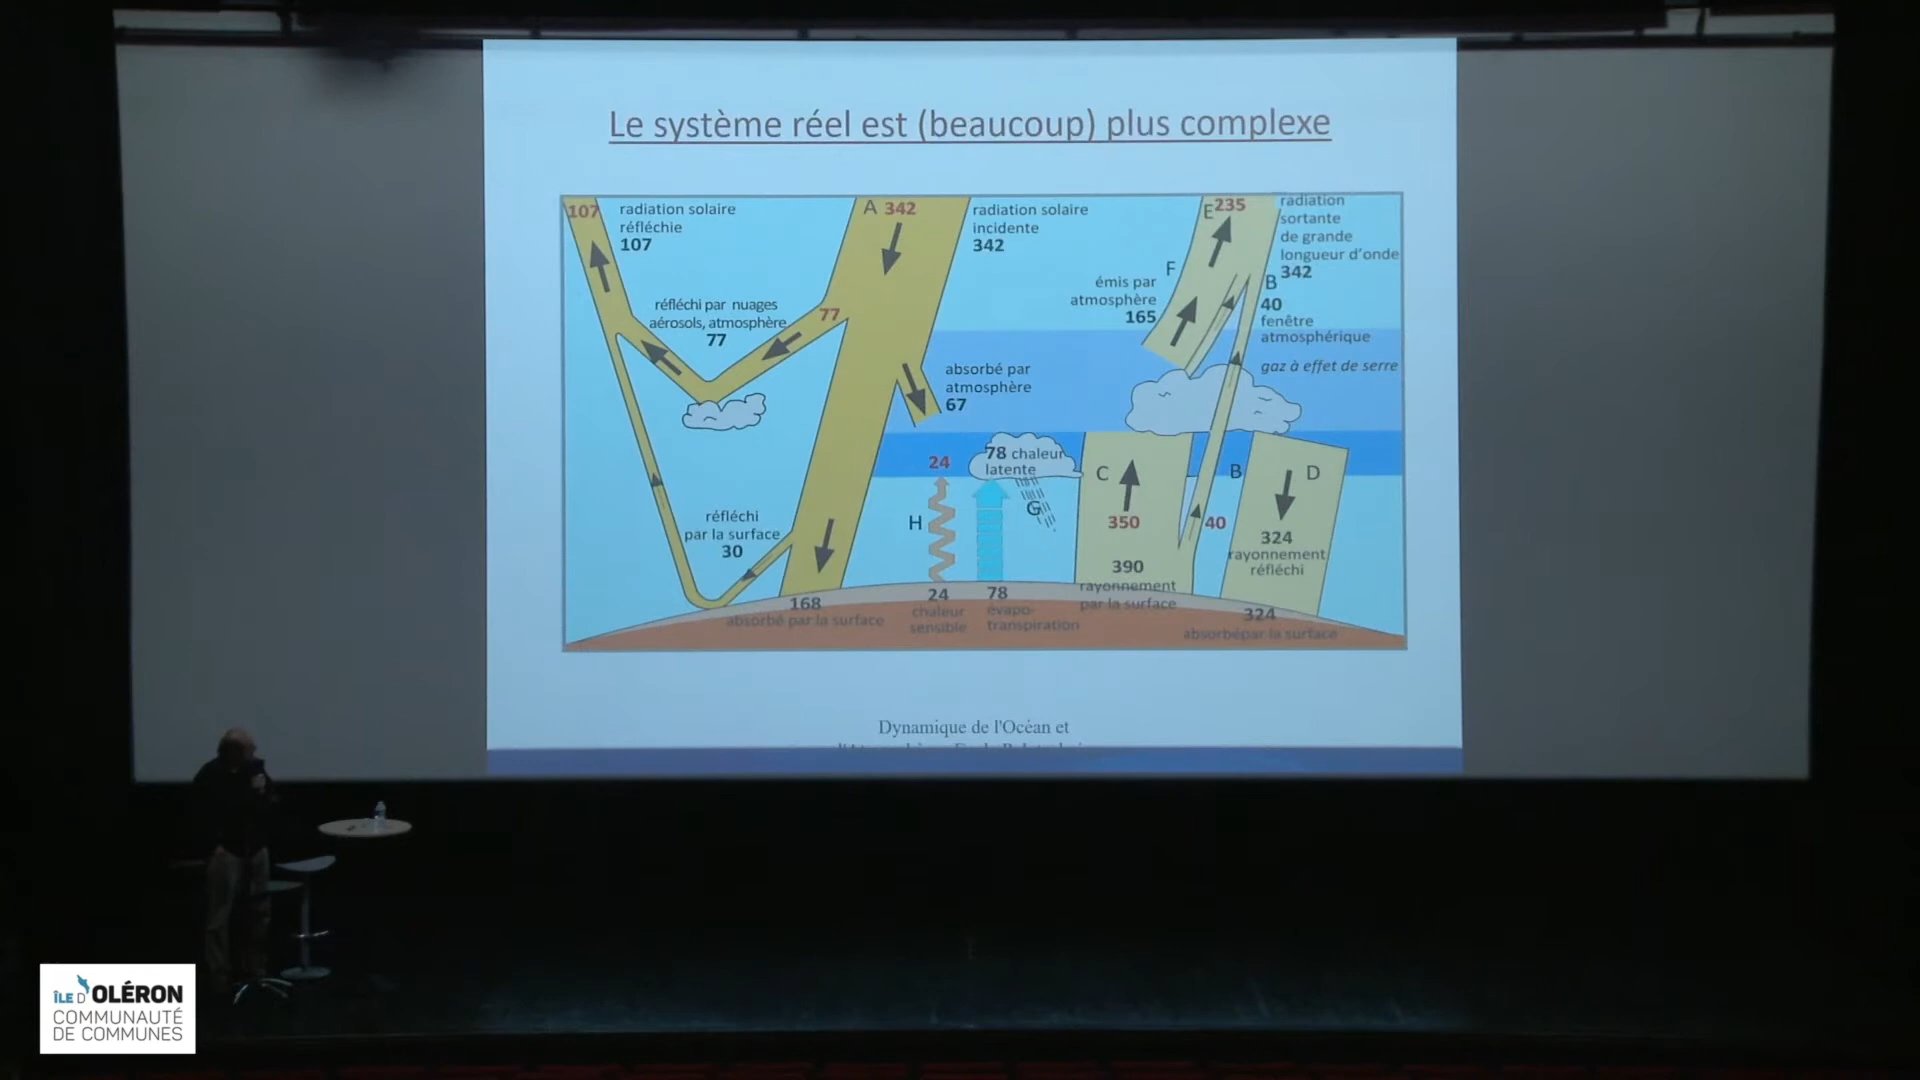 Le système réel est (beaucoup) plus complexe
107
radiation solaire
réfléchie
107
A 342
radiation solaire
incidente
342
E 235
radiation
sortante
de grande
longueur d'onde
342
F
émis par
atmosphère
165
B
40
fenêtre
atmosphérique
gaz à effet de serre
réfléchi par nuages
aérosols, atmosphère
77
77
absorbé par
atmosphère
67
réfléchi
par la surface
30
168
absorbé par la surface
24
H
24
chaleur
sensible
78 chaleur
latente
G
78
évapo-
transpiration
C
350
390
rayonnement
par la surface
B
40
D
324
rayonnement
réfléchi
324
absorbépar la surface
Dynamique de l'Océan et
ÎLE D'OLÉRON
COMMUNAUTÉ
DE COMMUNES